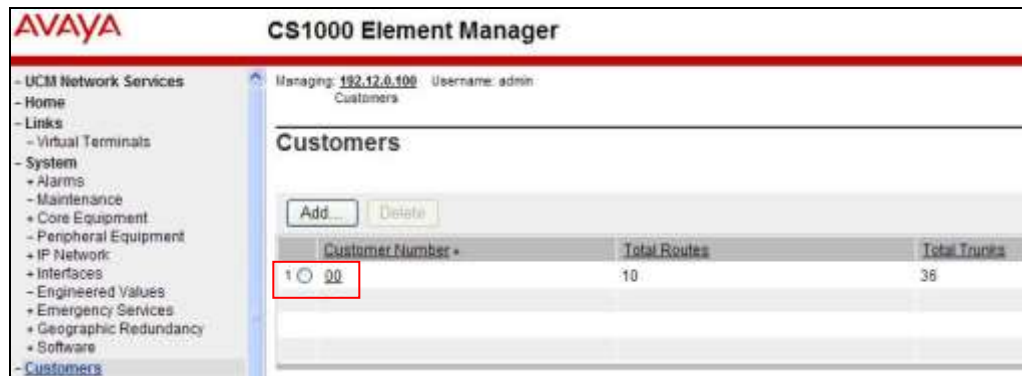 AVAYA
CS1000 Element Manager
- UCM Network Services
- Home
- Links
- Virtual Terminals
- System
+ Alarms
- Maintenance
+ Core Equipment
- Peripheral Equipment
+ IP Network
+ Interfaces
- Engineered Values
+ Emergency Services
+ Geographic Redundancy
+ Software
- Customers
Managing: 192.12.0.100 Username: admin
Customers
Customers
Add... Delete
Customer Number Total Routes Total Trunks
1 00 10 36